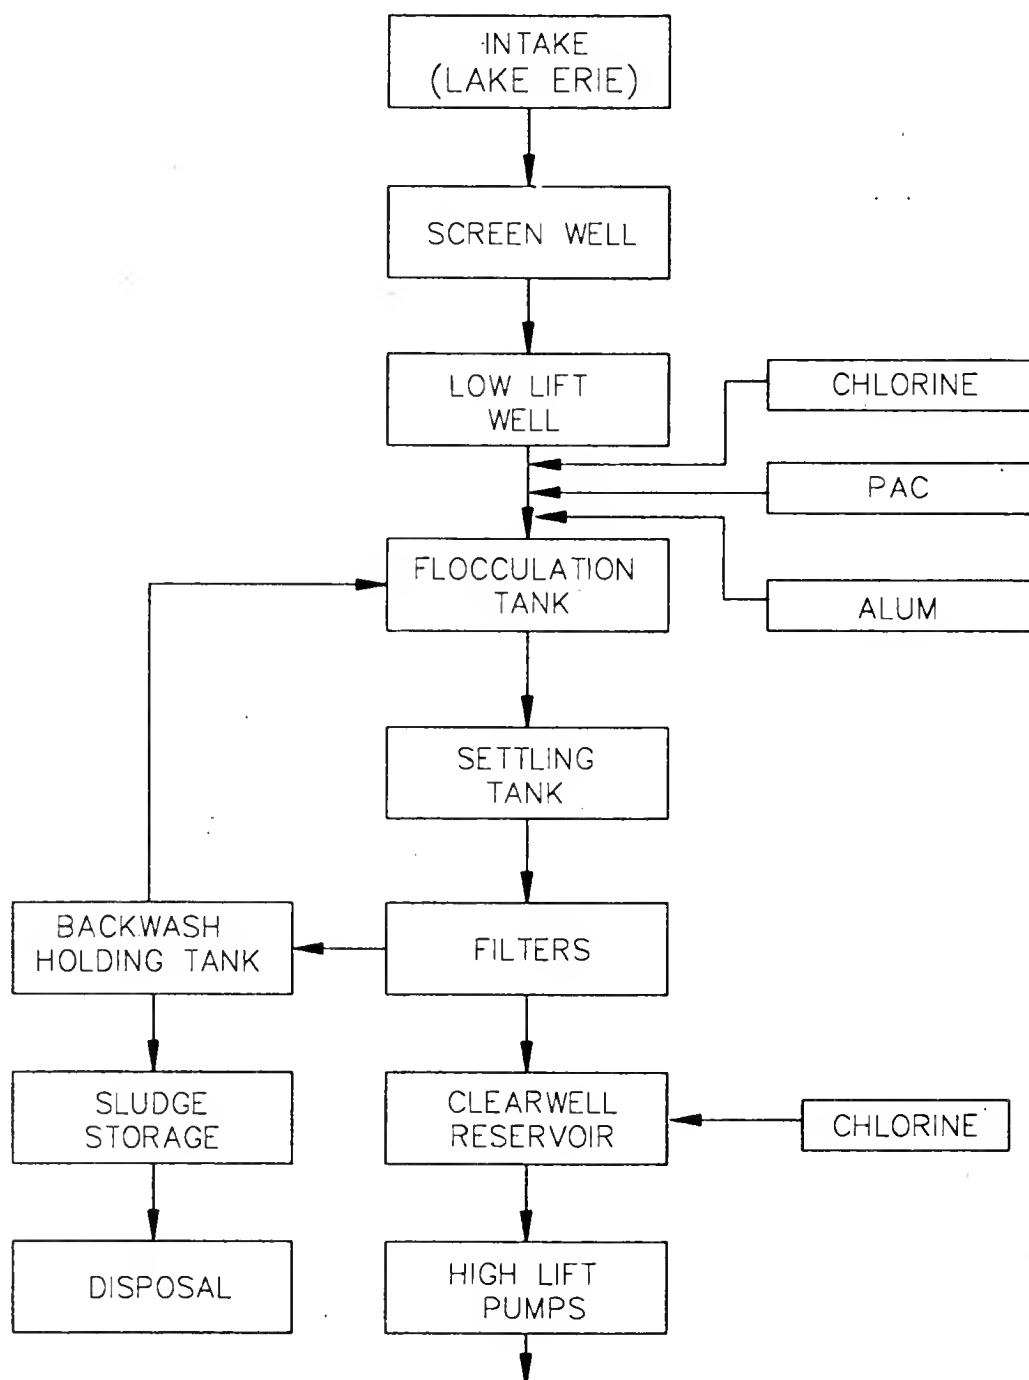 INTAKE
(LAKE ERIE)
SCREEN WELL
LOW LIFT
WELL
CHLORINE
PAC
ALUM
FLOCCULATION
TANK
SETTLING
TANK
BACKWASH
HOLDING TANK
FILTERS
SLUDGE
STORAGE
CLEARWELL
RESERVOIR
CHLORINE
DISPOSAL
HIGH LIFT
PUMPS